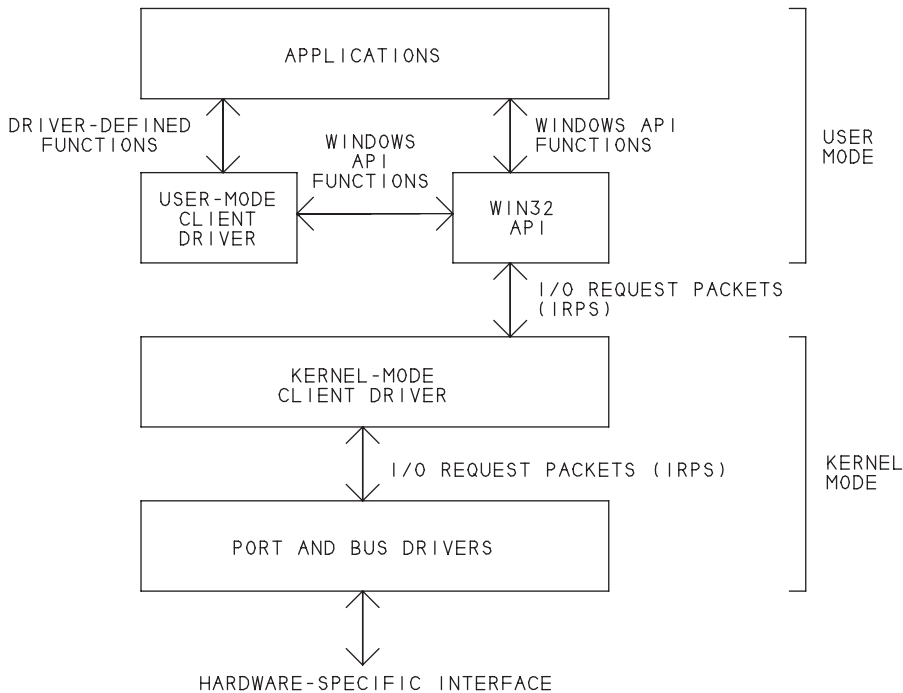 APPLICATIONS
DRIVER-DEFINED
FUNCTIONS
WINDOWS
API
FUNCTIONS
WINDOWS API
FUNCTIONS
USER
MODE
USER-MODE
CLIENT
DRIVER
WIN32
API
I/O REQUEST PACKETS
(IRPS)
KERNEL-MODE
CLIENT DRIVER
I/O REQUEST PACKETS (IRPS)
KERNEL
MODE
PORT AND BUS DRIVERS
HARDWARE-SPECIFIC INTERFACE